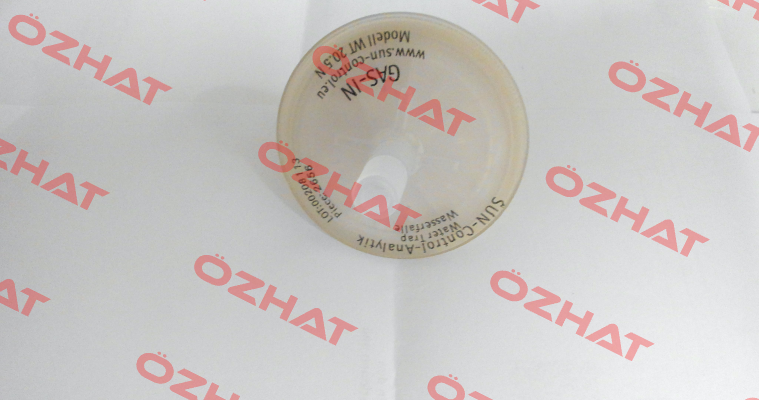 SUN-Control-Analytik
Water Trap
Wasserfalle
GAS-IN
www.sun-control.eu
Modell WT 20.5 N
ÖZHAT
ÖZHAT
ÖZHAT
ÖZHAT
ÖZHAT
ÖZHAT
ÖZHAT
ÖZHAT
ÖZHAT
ÖZHAT